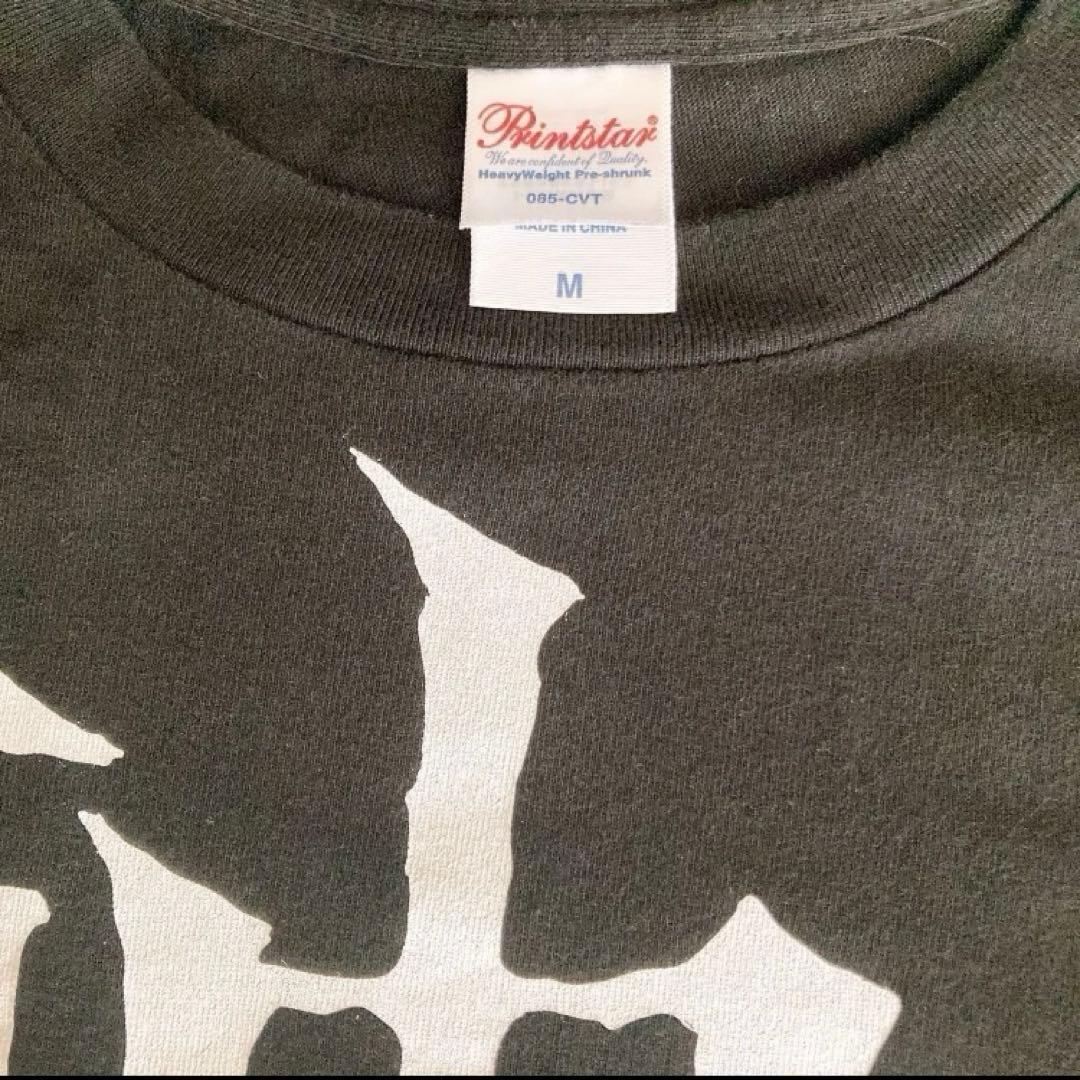 Printstar®
We are confident of Quality.
HeavyWeight Pre-shrunk
085-CVT
MADE IN CHINA
M